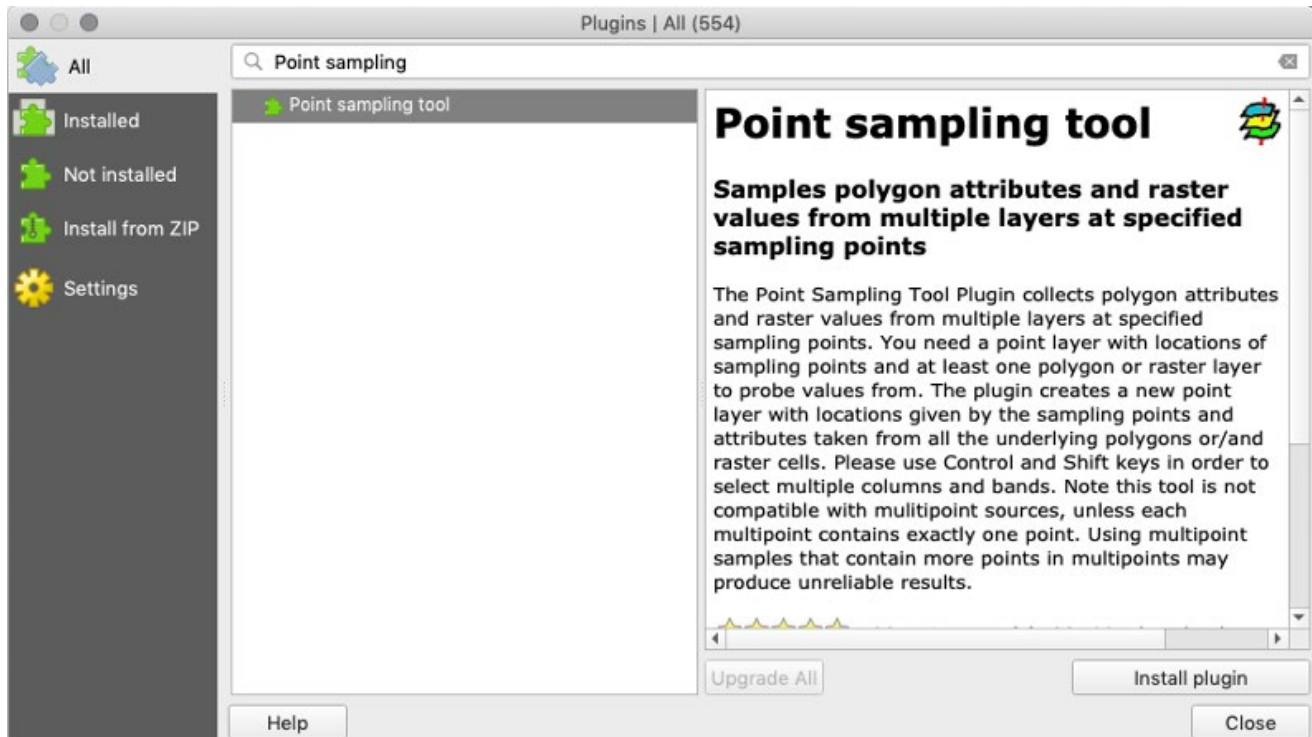 Plugins | All (554)
All
Installed
Not installed
Install from ZIP
Settings
Point sampling
Point sampling tool
Point sampling tool
Samples polygon attributes and raster
values from multiple layers at specified
sampling points
The Point Sampling Tool Plugin collects polygon attributes
and raster values from multiple layers at specified
sampling points. You need a point layer with locations of
sampling points and at least one polygon or raster layer
to probe values from. The plugin creates a new point
layer with locations given by the sampling points and
attributes taken from all the underlying polygons or/and
raster cells. Please use Control and Shift keys in order to
select multiple columns and bands. Note this tool is not
compatible with mulitipoint sources, unless each
multipoint contains exactly one point. Using multipoint
samples that contain more points in multipoints may
produce unreliable results.
Upgrade All
Install plugin
Help
Close